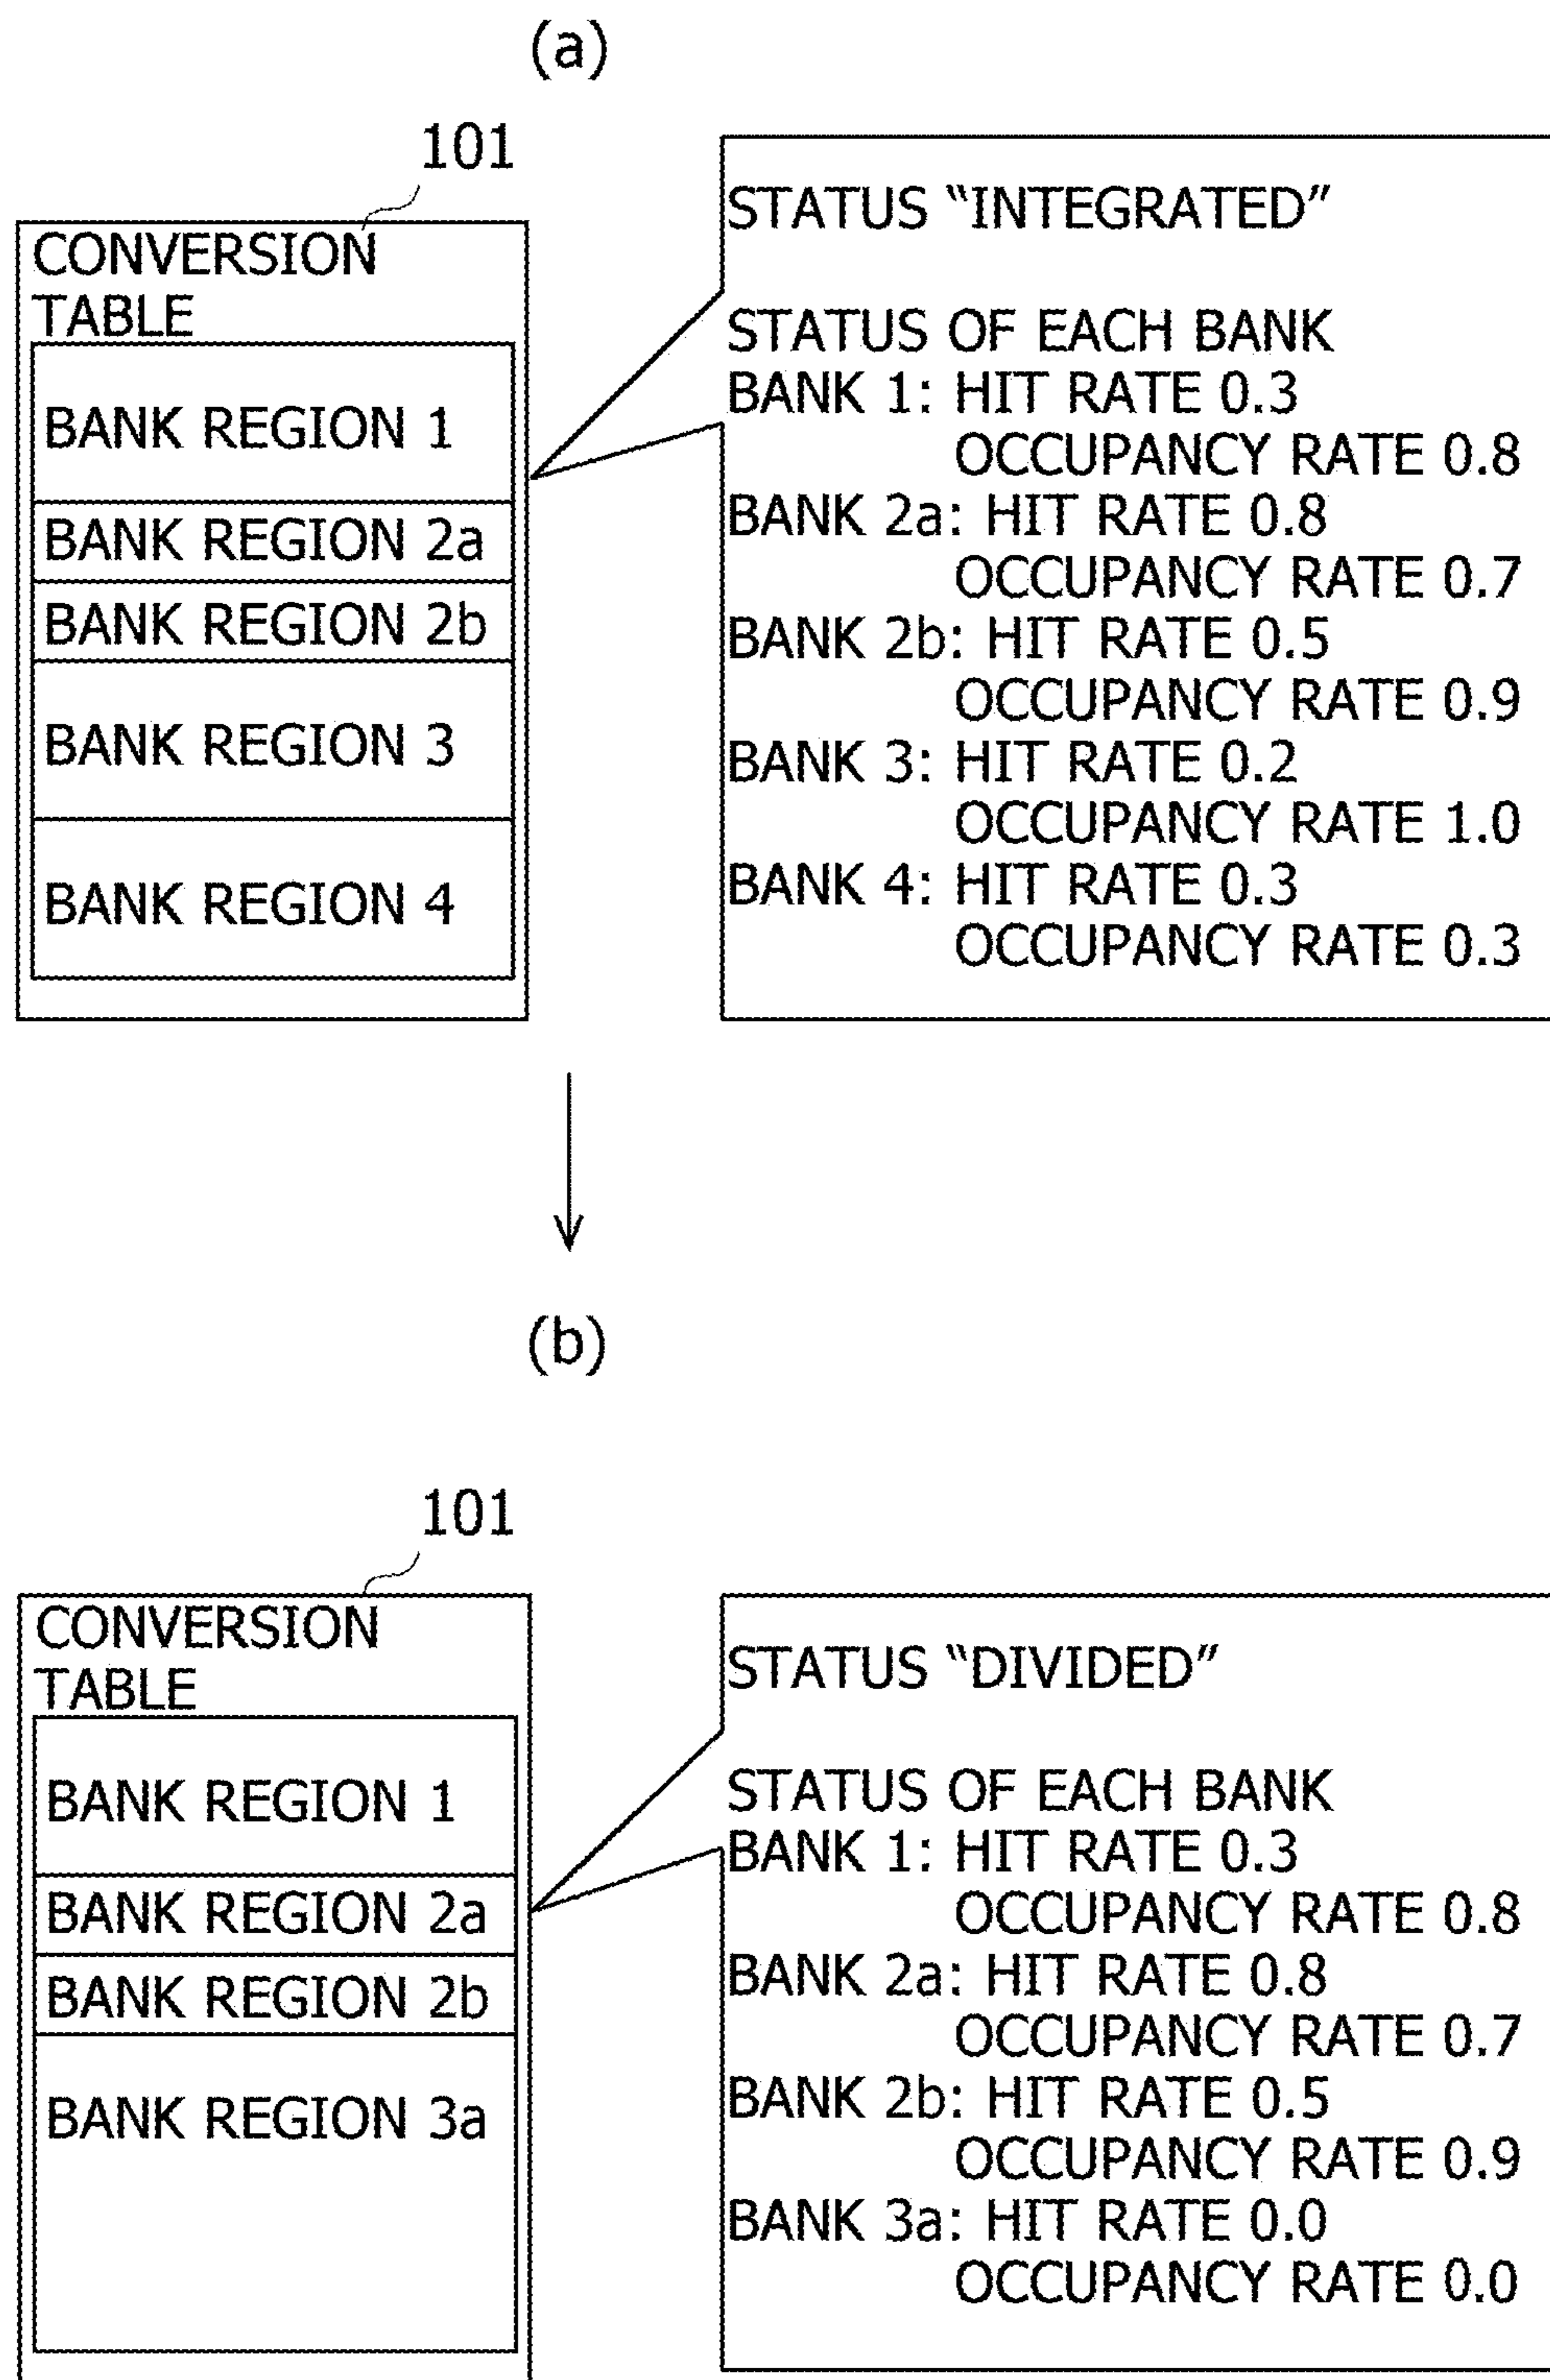 (a)
101
CONVERSION
TABLE
BANK REGION 1
BANK REGION 2a
BANK REGION 2b
BANK REGION 3
BANK REGION 4
STATUS “INTEGRATED”
STATUS OF EACH BANK
BANK 1: HIT RATE 0.3
OCCUPANCY RATE 0.8
BANK 2a: HIT RATE 0.8
OCCUPANCY RATE 0.7
BANK 2b: HIT RATE 0.5
OCCUPANCY RATE 0.9
BANK 3: HIT RATE 0.2
OCCUPANCY RATE 1.0
BANK 4: HIT RATE 0.3
OCCUPANCY RATE 0.3
(b)
101
CONVERSION
TABLE
BANK REGION 1
BANK REGION 2a
BANK REGION 2b
BANK REGION 3a
STATUS “DIVIDED”
STATUS OF EACH BANK
BANK 1: HIT RATE 0.3
OCCUPANCY RATE 0.8
BANK 2a: HIT RATE 0.8
OCCUPANCY RATE 0.7
BANK 2b: HIT RATE 0.5
OCCUPANCY RATE 0.9
BANK 3a: HIT RATE 0.0
OCCUPANCY RATE 0.0